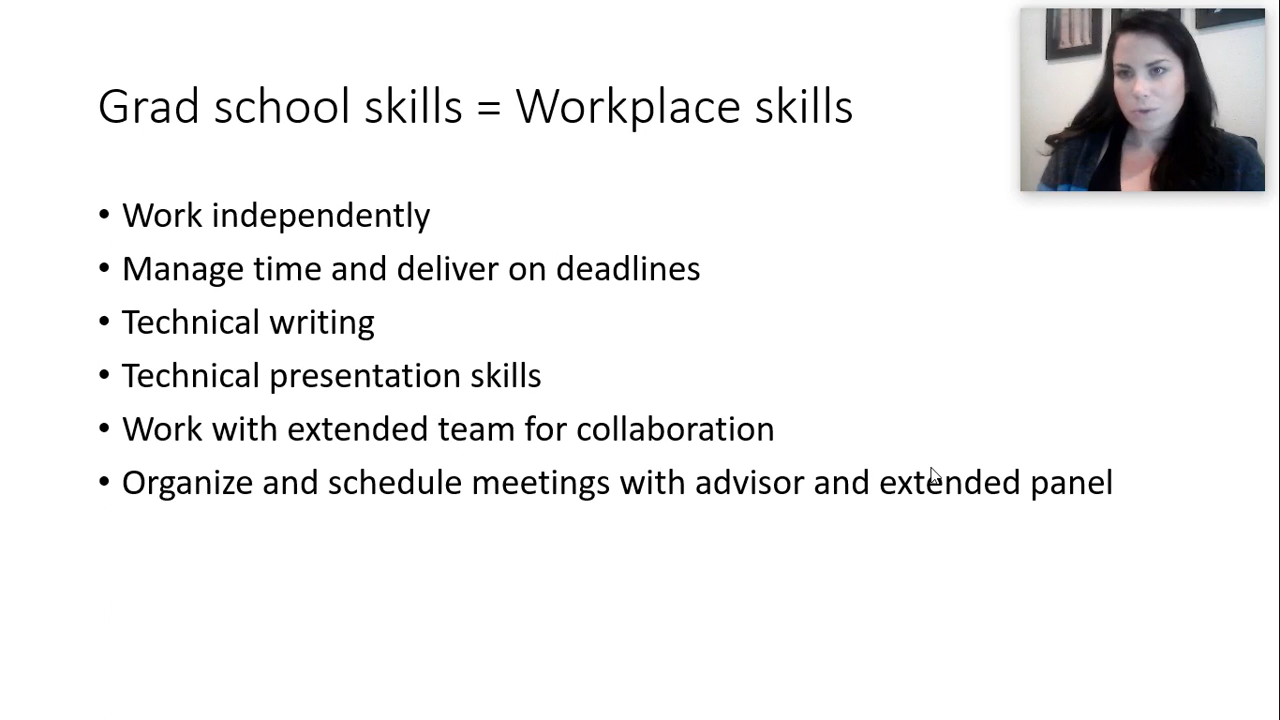 Grad school skills = Workplace skills
• Work independently
• Manage time and deliver on deadlines
• Technical writing
• Technical presentation skills
• Work with extended team for collaboration
• Organize and schedule meetings with advisor and extended panel